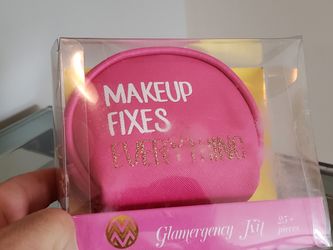 MAKEUP
FIXES
EVERYTHING
Glamergency Kit
25+
pieces